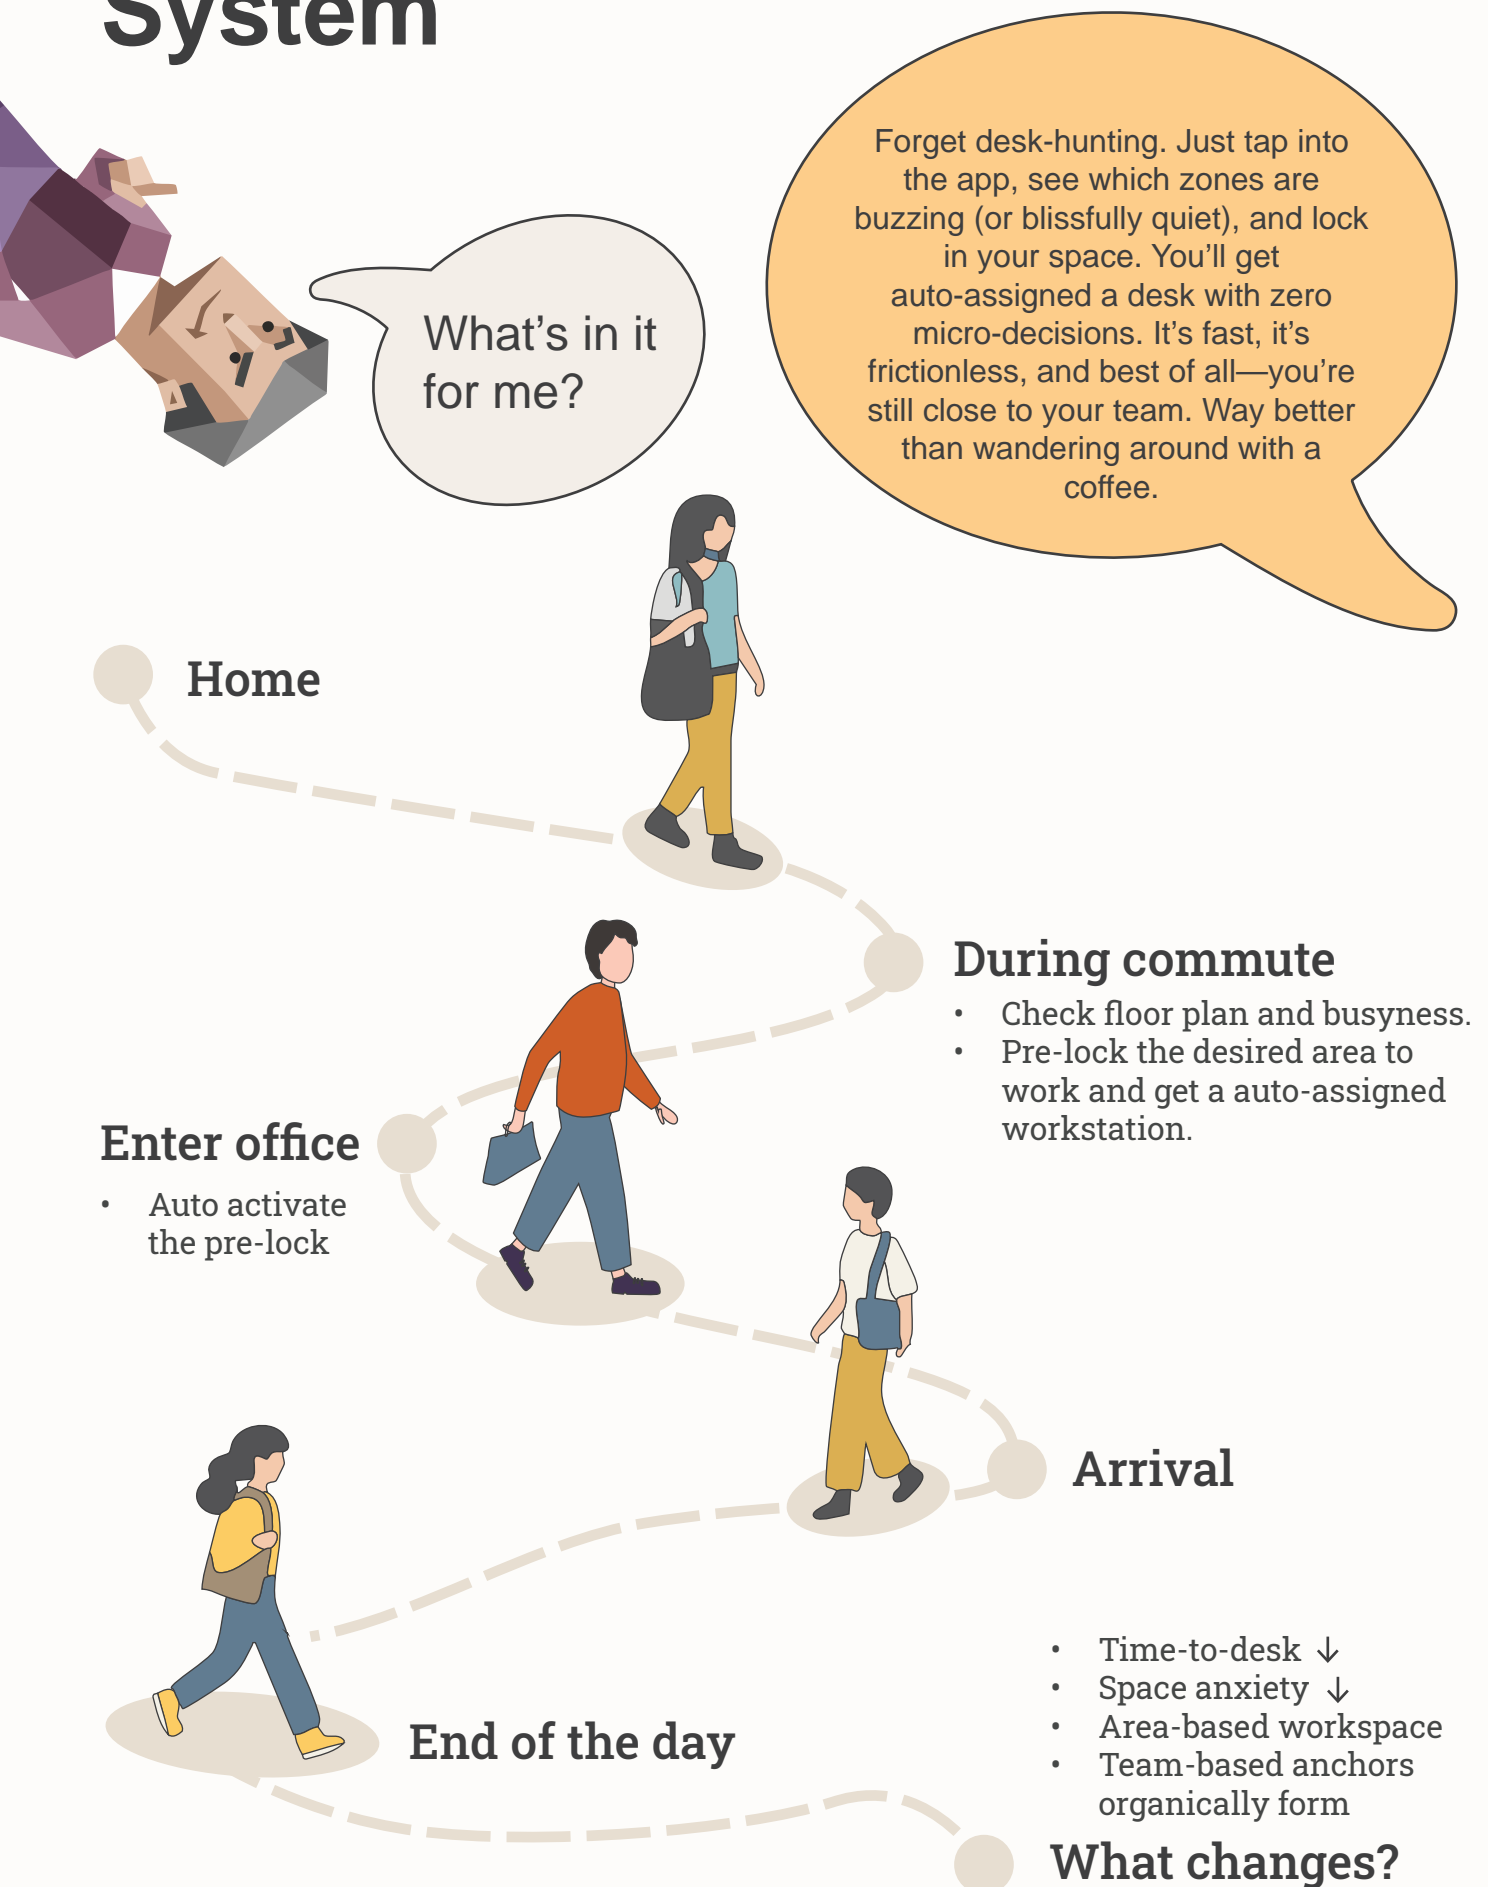 System
What’s in it
for me?
Forget desk-hunting. Just tap into
the app, see which zones are
buzzing (or blissfully quiet), and lock
in your space. You’ll get
auto-assigned a desk with zero
micro-decisions. It’s fast, it’s
frictionless, and best of all—you’re
still close to your team. Way better
than wandering around with a
coffee.
Home
During commute
• Check floor plan and busyness.
• Pre-lock the desired area to
work and get a auto-assigned
workstation.
Enter office
• Auto activate
the pre-lock
Arrival
End of the day
• Time-to-desk ↓
• Space anxiety ↓
• Area-based workspace
• Team-based anchors
organically form
What changes?